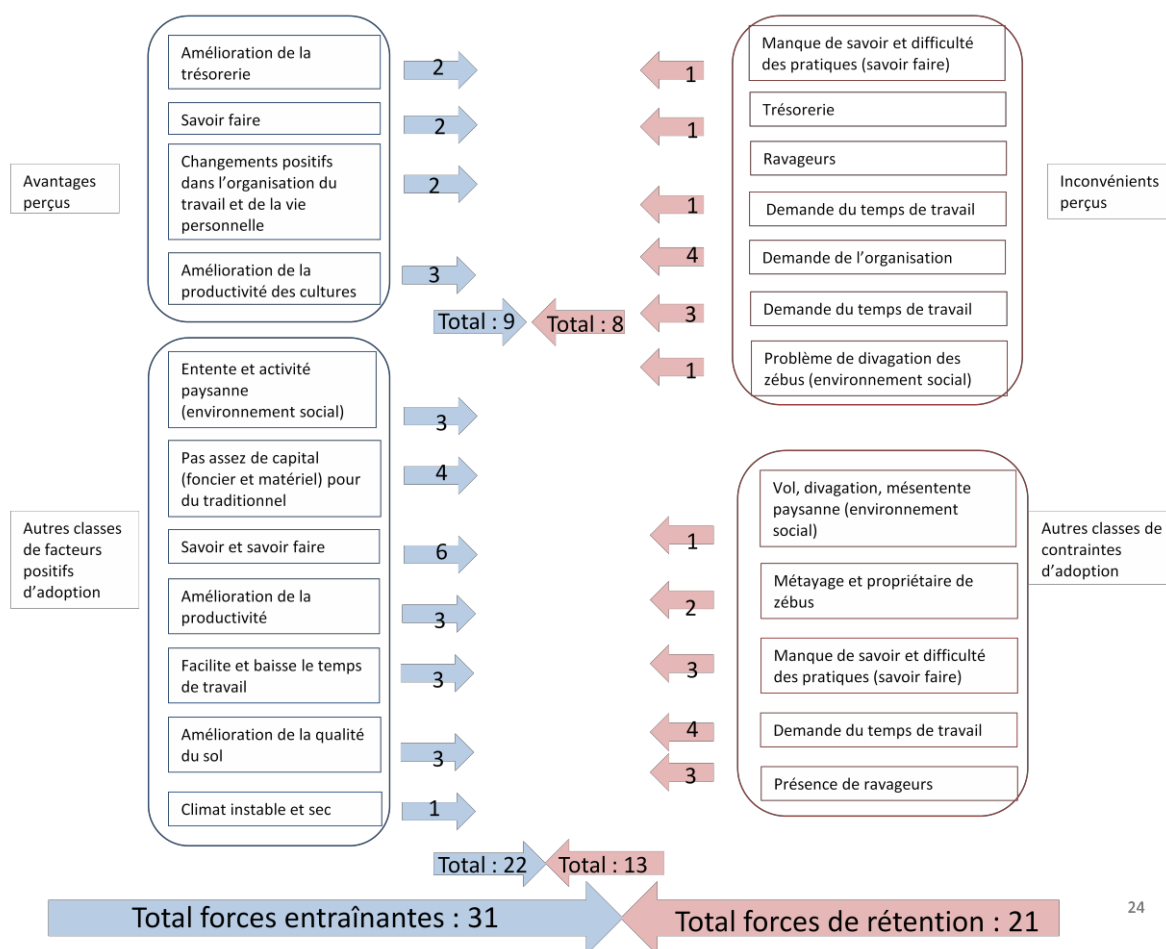 Avantages
perçus
Amélioration de la
trésorerie
2
Savoir faire
2
Changements positifs
dans l’organisation du
travail et de la vie
personnelle
2
Amélioration de la
productivité des cultures
3
Total : 9
Total : 8
Manque de savoir et difficulté
des pratiques (savoir faire)
1
Trésorerie
1
Ravageurs
Demande du temps de travail
1
Demande de l’organisation
4
Demande du temps de travail
3
Problème de divagation des
zébus (environnement social)
1
Inconvénients
perçus
Autres classes
de facteurs
positifs
d’adoption
Entente et activité
paysanne
(environnement social)
3
Pas assez de capital
(foncier et matériel) pour
du traditionnel
4
Savoir et savoir faire
6
Amélioration de la
productivité
3
Facilite et baisse le temps
de travail
3
Amélioration de la qualité
du sol
3
Climat instable et sec
1
Vol, divagation, mésentente
paysanne (environnement
social)
1
Métayage et propriétaire de
zébus
2
Manque de savoir et difficulté
des pratiques (savoir faire)
3
Demande du temps de travail
4
Présence de ravageurs
3
Autres classes de
contraintes
d’adoption
Total : 22
Total : 13
Total forces entraînantes : 31
Total forces de rétention : 21
24